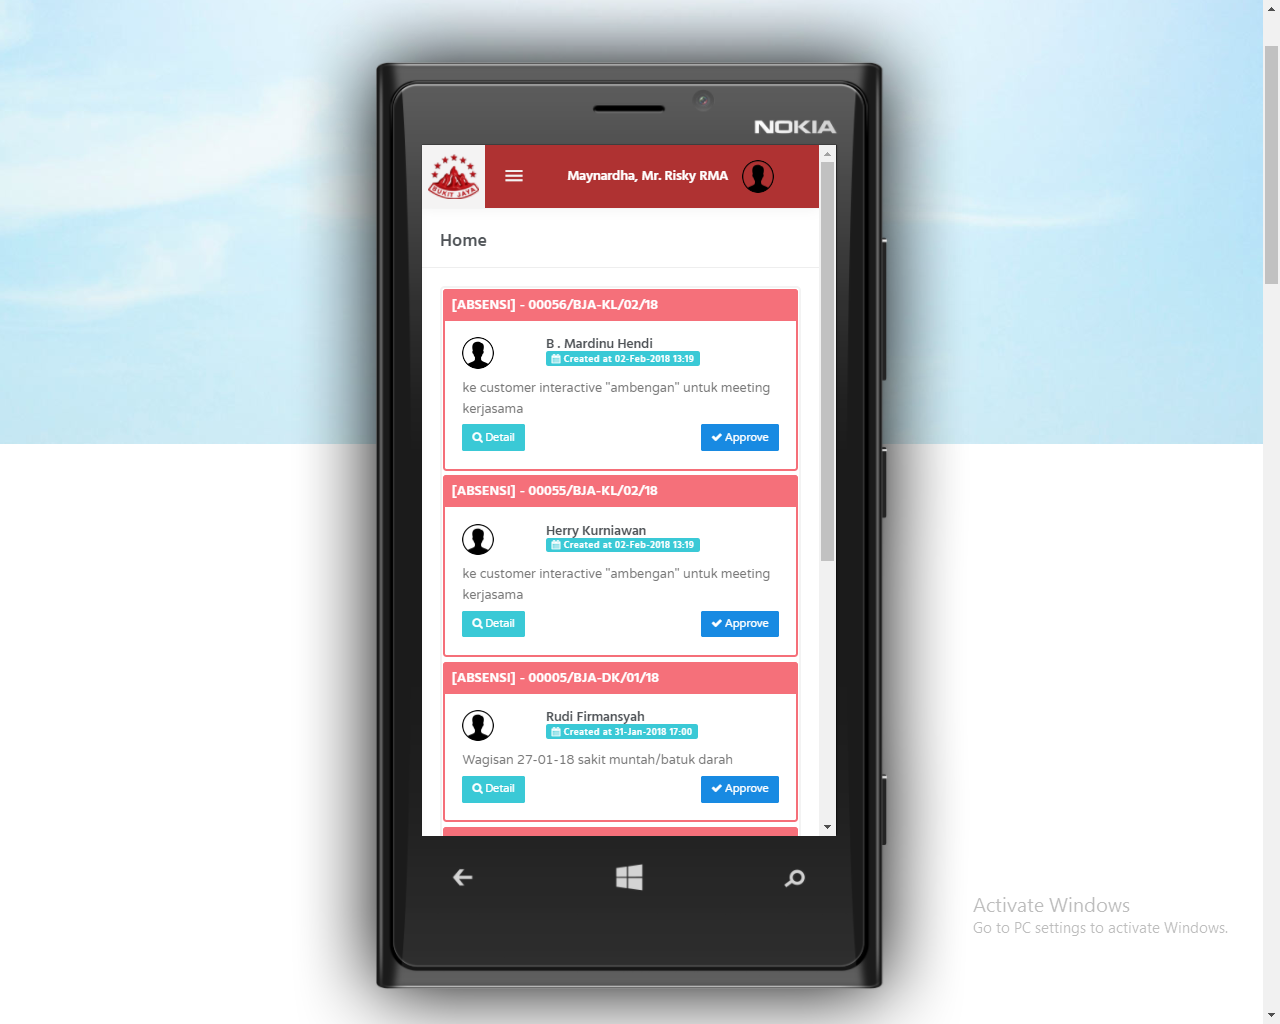 NOKIA
BUKIT JAYA
Maynardha, Mr. Risky RMA
Home
[ABSENSI] - 00056/BJA-KL/02/18
B . Mardinu Hendi
Created at 02-Feb-2018 13:19
ke customer interactive "ambengan" untuk meeting
kerjasama
Detail
Approve
[ABSENSI] - 00055/BJA-KL/02/18
Herry Kurniawan
Created at 02-Feb-2018 13:19
ke customer interactive "ambengan" untuk meeting
kerjasama
Detail
Approve
[ABSENSI] - 00005/BJA-DK/01/18
Rudi Firmansyah
Created at 31-Jan-2018 17:00
Wagisan 27-01-18 sakit muntah/batuk darah
Detail
Approve
Activate Windows
Go to PC settings to activate Windows.